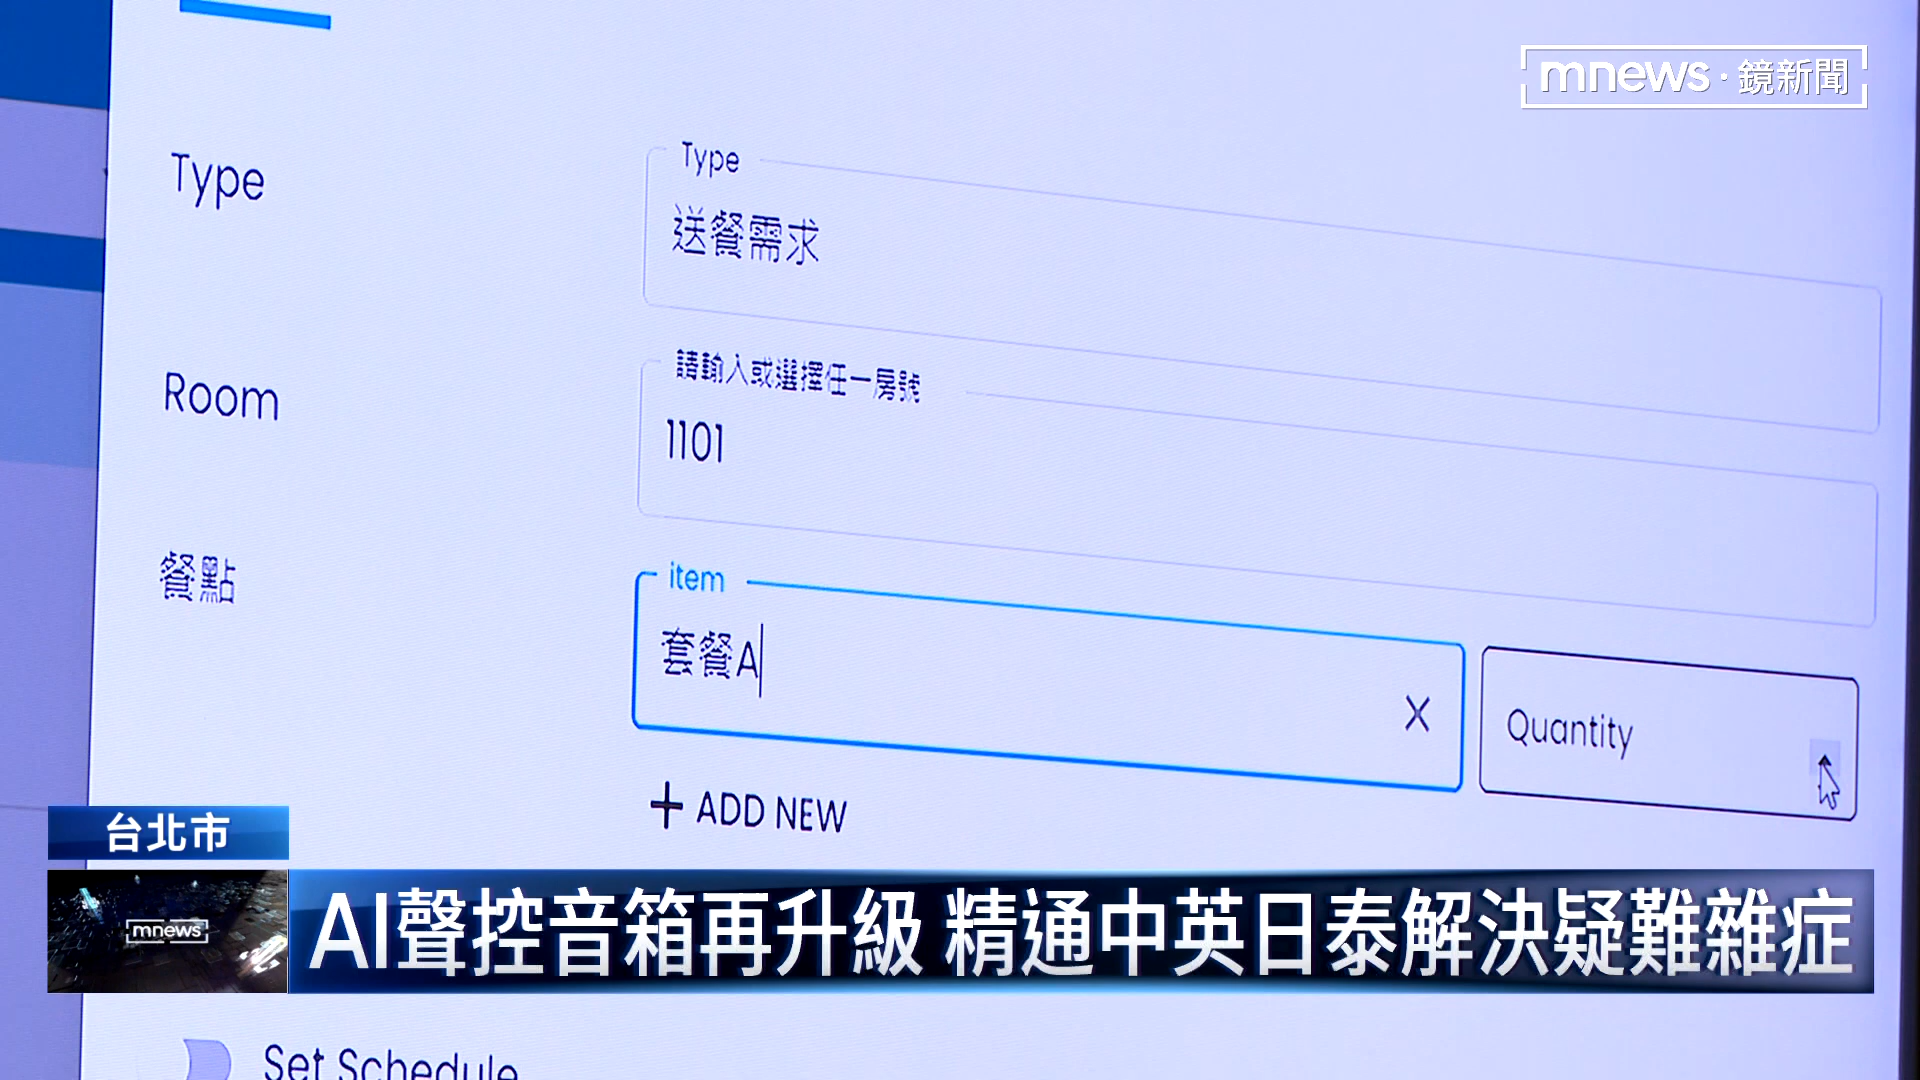 mnews·鏡新聞
Type
Type
送餐需求
Room
請輸入或選擇任一房號
1101
餐點
item
套餐A
Quantity
ADD NEW
台北市
mnews
AI聲控音箱再升級 精通中英日泰解決疑難雜症
Set Schedule